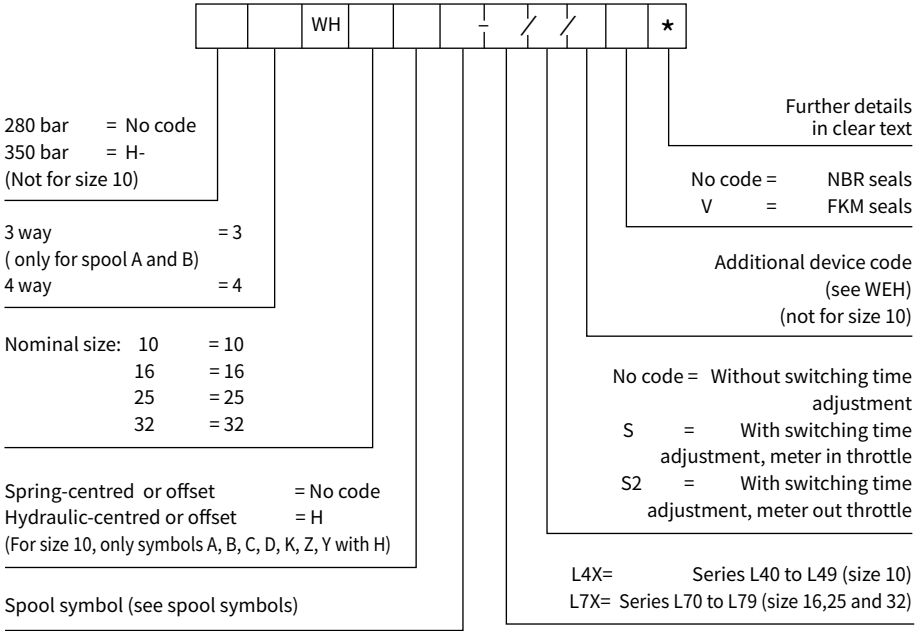 WH - / / *
280 bar = No code
350 bar = H-
(Not for size 10)
3 way = 3
( only for spool A and B)
4 way = 4
Nominal size: 10 = 10
16 = 16
25 = 25
32 = 32
Spring-centred or offset = No code
Hydraulic-centred or offset = H
(For size 10, only symbols A, B, C, D, K, Z, Y with H)
Spool symbol (see spool symbols)
Further details
in clear text
No code = NBR seals
V = FKM seals
Additional device code
(see WEH)
(not for size 10)
No code = Without switching time
adjustment
S = With switching time
adjustment, meter in throttle
S2 = With switching time
adjustment, meter out throttle
L4X= Series L40 to L49 (size 10)
L7X= Series L70 to L79 (size 16,25 and 32)